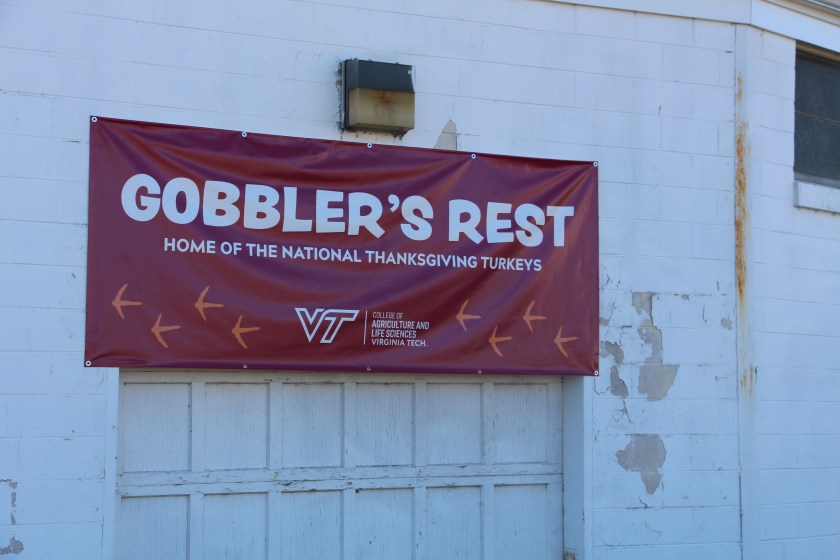 GOBBLER'S REST
HOME OF THE NATIONAL THANKSGIVING TURKEYS
VT
COLLEGE OF
AGRICULTURE AND
LIFE SCIENCES
VIRGINIA TECH.